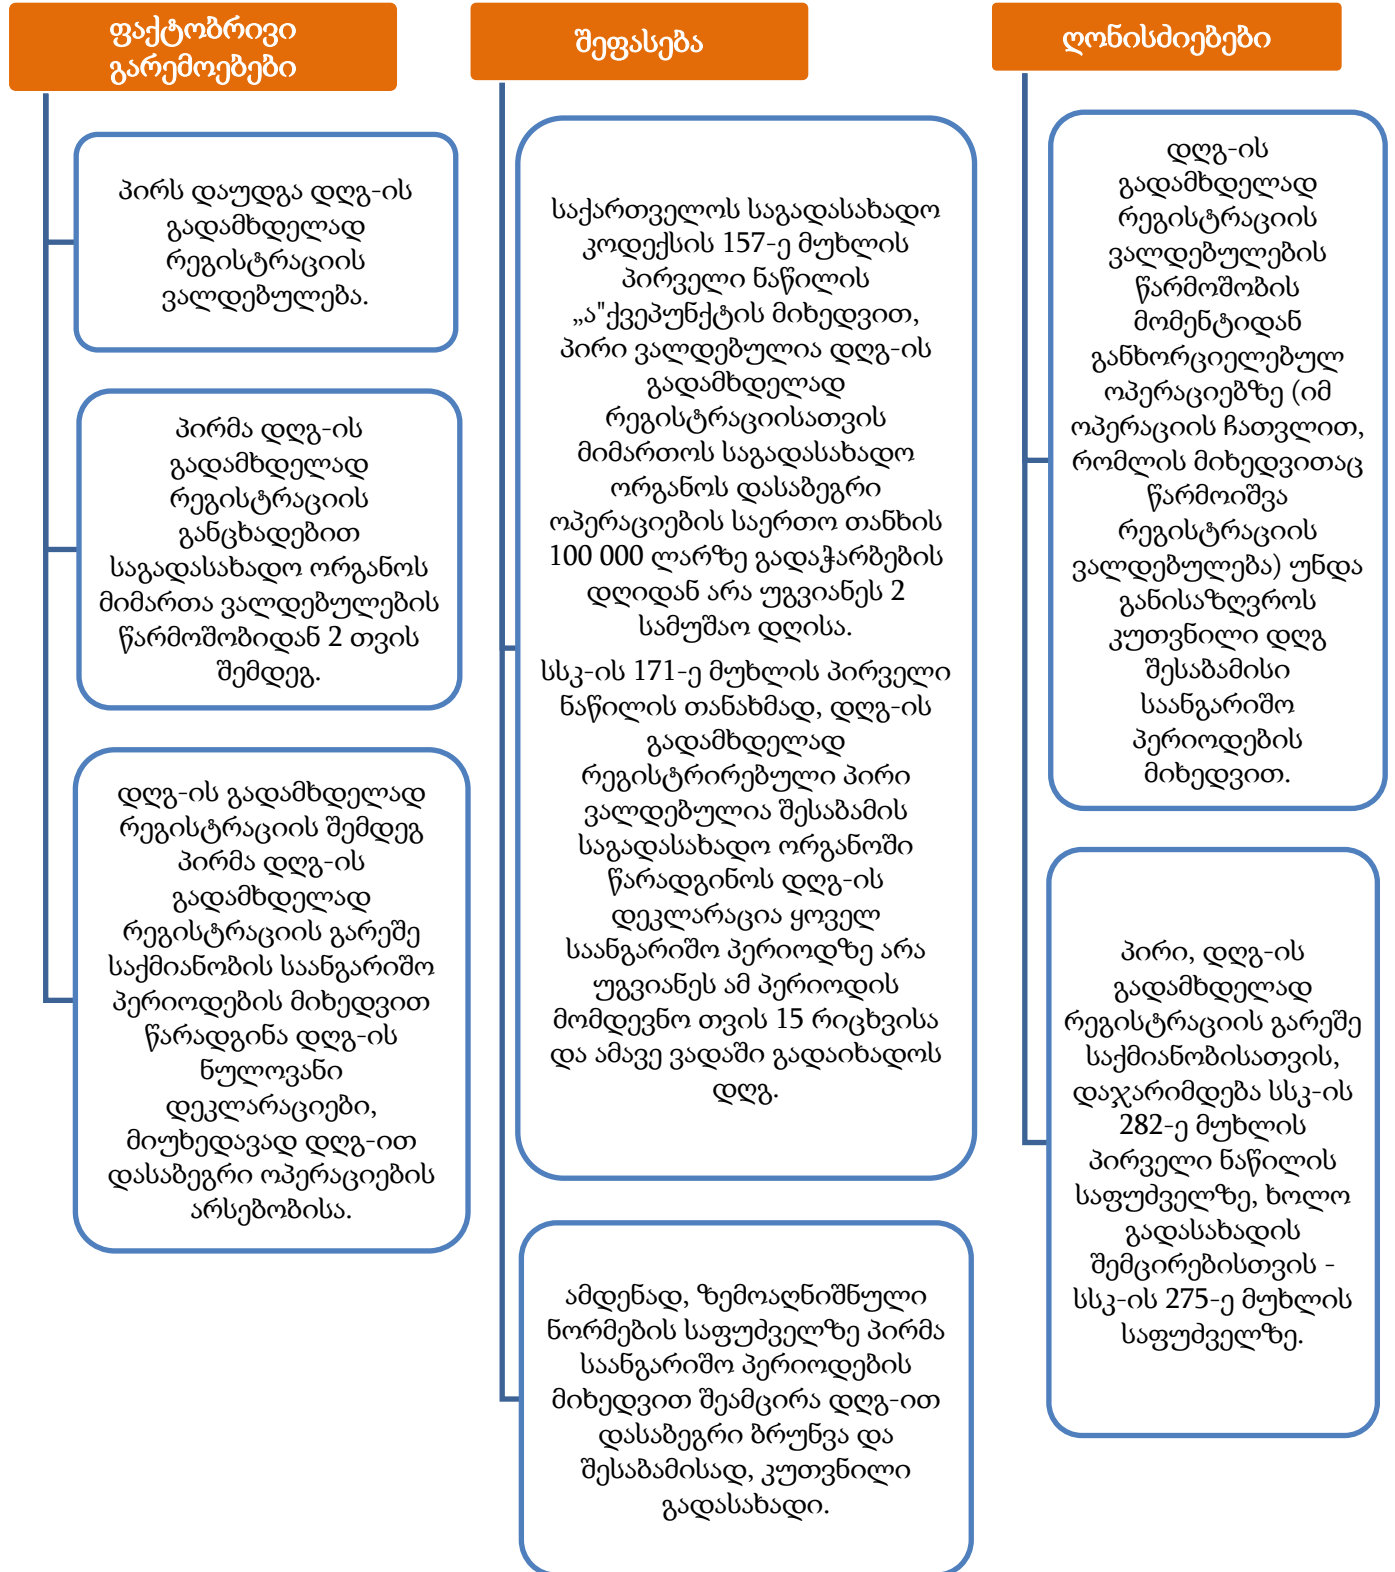 ფაქტობრივი
გარემოებები
პირს დაუდგა დღგ-ის
გადამხდელად
რეგისტრაციის
ვალდებულება.
პირმა დღგ-ის
გადამხდელად
რეგისტრაციის
განცხადებით
საგადასახადო ორგანოს
მიმართა ვალდებულების
წარმოშობიდან 2 თვის
შემდეგ.
დღგ-ის გადამხდელად
რეგისტრაციის შემდეგ
პირმა დღგ-ის
გადამხდელად
რეგისტრაციის გარეშე
საქმიანობის საანგარიშო
პერიოდების მიხედვით
წარადგინა დღგ-ის
ნულოვანი
დეკლარაციები,
მიუხედავად დღგ-ით
დასაბეგრი ოპერაციების
არსებობისა.
შეფასება
საქართველოს საგადასახადო
კოდექსის 157-ე მუხლის
პირველი ნაწილის
„ა"ქვეპუნქტის მიხედვით,
პირი ვალდებულია დღგ-ის
გადამხდელად
რეგისტრაციისათვის
მიმართოს საგადასახადო
ორგანოს დასაბეგრი
ოპერაციების საერთო თანხის
100 000 ლარზე გადაჭარბების
დღიდან არა უგვიანეს 2
სამუშაო დღისა.
სსკ-ის 171-ე მუხლის პირველი
ნაწილის თანახმად, დღგ-ის
გადამხდელად
რეგისტრირებული პირი
ვალდებულია შესაბამის
საგადასახადო ორგანოში
წარადგინოს დღგ-ის
დეკლარაცია ყოველ
საანგარიშო პერიოდზე არა
უგვიანეს ამ პერიოდის
მომდევნო თვის 15 რიცხვისა
და ამავე ვადაში გადაიხადოს
დღგ.
ამდენად, ზემოაღნიშნული
ნორმების საფუძველზე პირმა
საანგარიშო პერიოდების
მიხედვით შეამცირა დღგ-ით
დასაბეგრი ბრუნვა და
შესაბამისად, კუთვნილი
გადასახადი.
ღონისძიებები
დღგ-ის
გადამხდელად
რეგისტრაციის
ვალდებულების
წარმოშობის
მომენტიდან
განხორციელებულ
ოპერაციებზე (იმ
ოპერაციის ჩათვლით,
რომლის მიხედვითაც
წარმოიშვა
რეგისტრაციის
ვალდებულება) უნდა
განისაზღვროს
კუთვნილი დღგ
შესაბამისი
საანგარიშო
პერიოდების
მიხედვით.
პირი, დღგ-ის
გადამხდელად
რეგისტრაციის გარეშე
საქმიანობისათვის,
დაჯარიმდება სსკ-ის
282-ე მუხლის
პირველი ნაწილის
საფუძველზე, ხოლო
გადასახადის
შემცირებისთვის -
სსკ-ის 275-ე მუხლის
საფუძველზე.